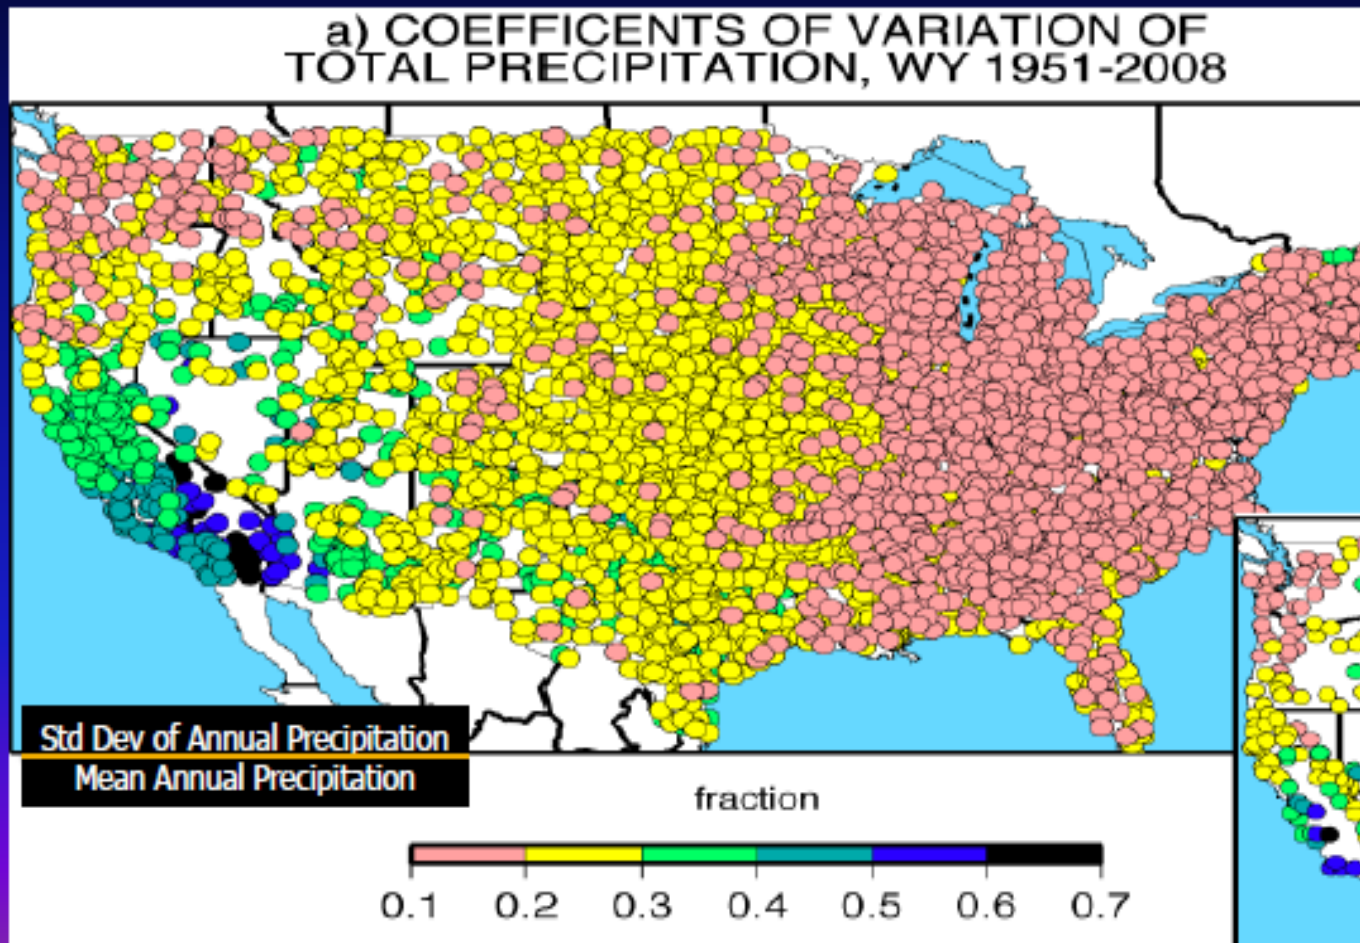 a) COEFFICENTS OF VARIATION OF
TOTAL PRECIPITATION, WY 1951-2008
Std Dev of Annual Precipitation
Mean Annual Precipitation
fraction
0.1 0.2 0.3 0.4 0.5 0.6 0.7